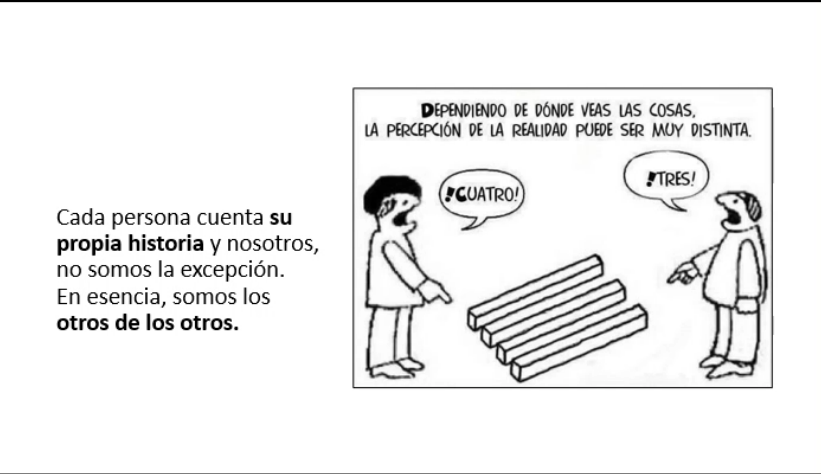 Cada persona cuenta su
propia historia y nosotros,
no somos la excepción.
En esencia, somos los
otros de los otros.
DEPENDIENDO DE DÓNDE VEAS LAS COSAS,
LA PERCEPCIÓN DE LA REALIDAD PUEDE SER MUY DISTINTA.
!CUATRO!
!TRES!